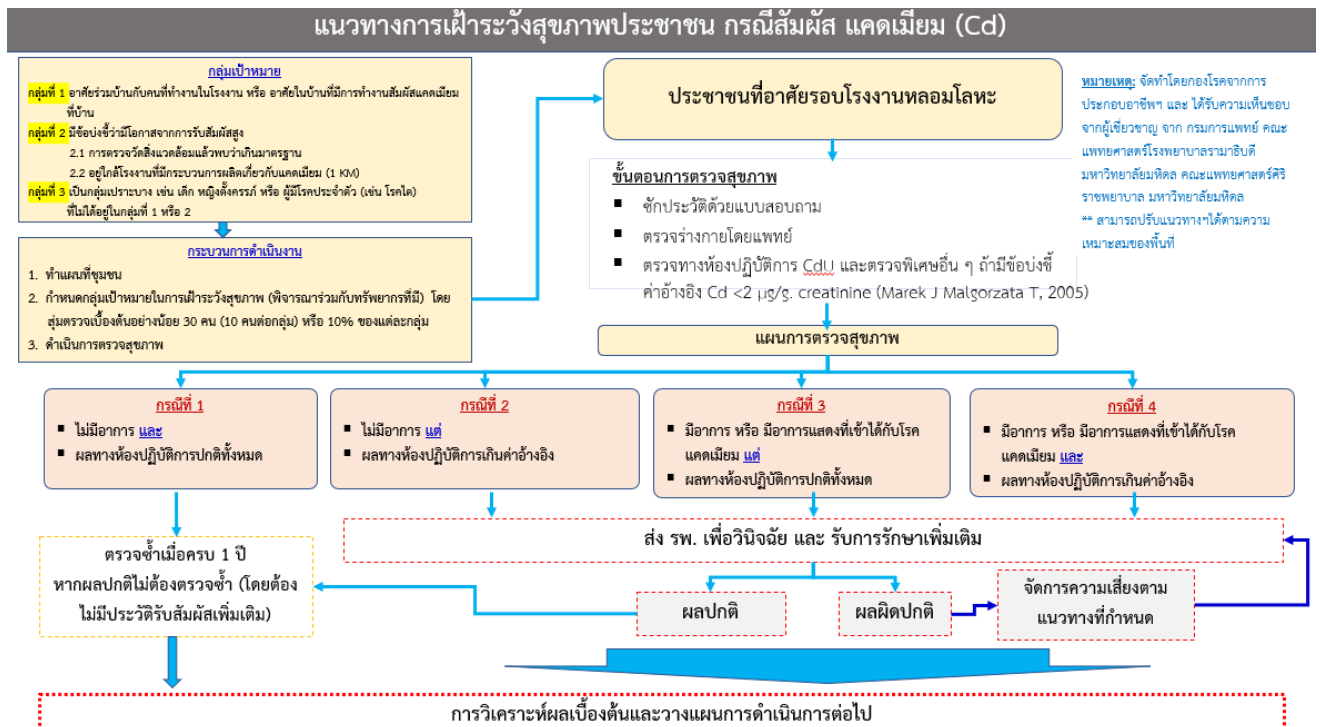 แนวทางการเฝ้าระวังสุขภาพประชาชน กรณีสัมผัส แคดเมียม (Cd)
กลุ่มเป้าหมาย
กลุ่มที่ 1 อาศัยร่วมบ้านกับคนที่ทำงานในโรงงาน หรือ อาศัยในบ้านที่มีการทำงานสัมผัสแคดเมียม
ที่บ้าน
กลุ่มที่ 2 มีข้อบ่งชี้ว่ามีโอกาสจากการรับสัมผัสสูง
2.1 การตรวจวัดสิ่งแวดล้อมแล้วพบว่าเกินมาตรฐาน
2.2 อยู่ใกล้โรงงานที่มีกระบวนการผลิตเกี่ยวกับแคดเมียม (1 KM)
กลุ่มที่ 3 เป็นกลุ่มเปราะบาง เช่น เด็ก หญิงตั้งครรภ์ หรือ ผู้มีโรคประจำตัว (เช่น โรคไต)
ที่ไม่ได้อยู่ในกลุ่มที่ 1 หรือ 2
กระบวนการดำเนินงาน
1. ทำแผนที่ชุมชน
2. กำหนดกลุ่มเป้าหมายในการเฝ้าระวังสุขภาพ (พิจารณาร่วมกับทรัพยากรที่มี) โดย
สุ่มตรวจเบื้องต้นอย่างน้อย 30 คน (10 คนต่อกลุ่ม) หรือ 10% ของแต่ละกลุ่ม
3. ดำเนินการตรวจสุขภาพ
ประชาชนที่อาศัยรอบโรงงานหลอมโลหะ
ขั้นตอนการตรวจสุขภาพ
▪ ซักประวัติด้วยแบบสอบถาม
▪ ตรวจร่างกายโดยแพทย์
▪ ตรวจทางห้องปฏิบัติการ CdU และตรวจพิเศษอื่น ๆ ถ้ามีข้อบ่งชี้
ค่าอ้างอิง Cd <2 µg/g. creatinine (Marek J Malgorzata T, 2005)
หมายเหตุ: จัดทำโดยกองโรคจากการ
ประกอบอาชีพฯ และ ได้รับความเห็นชอบ
จากผู้เชี่ยวชาญ จาก กรมการแพทย์ คณะ
แพทยศาสตร์โรงพยาบาลรามาธิบดี
มหาวิทยาลัยมหิดล คณะแพทยศาสตร์ศิริ
ราชพยาบาล มหาวิทยาลัยมหิดล
** สามารถปรับแนวทางฯได้ตามความ
เหมาะสมของพื้นที่
แผนการตรวจสุขภาพ
กรณีที่ 1
▪ ไม่มีอาการ และ
▪ ผลทางห้องปฏิบัติการปกติทั้งหมด
กรณีที่ 2
▪ ไม่มีอาการ แต่
▪ ผลทางห้องปฏิบัติการเกินค่าอ้างอิง
กรณีที่ 3
▪ มีอาการ หรือ มีอาการแสดงที่เข้าได้กับโรค
แคดเมียม แต่
▪ ผลทางห้องปฏิบัติการปกติทั้งหมด
กรณีที่ 4
▪ มีอาการ หรือ มีอาการแสดงที่เข้าได้กับโรค
แคดเมียม และ
▪ ผลทางห้องปฏิบัติการเกินค่าอ้างอิง
ตรวจซ้ำเมื่อครบ 1 ปี
หากผลปกติไม่ต้องตรวจซ้ำ (โดยต้อง
ไม่มีประวัติรับสัมผัสเพิ่มเติม)
ส่ง รพ. เพื่อวินิจฉัย และ รับการรักษาเพิ่มเติม
ผลปกติ
ผลผิดปกติ
จัดการความเสี่ยงตาม
แนวทางที่กำหนด
การวิเคราะห์ผลเบื้องต้นและวางแผนการดำเนินการต่อไป